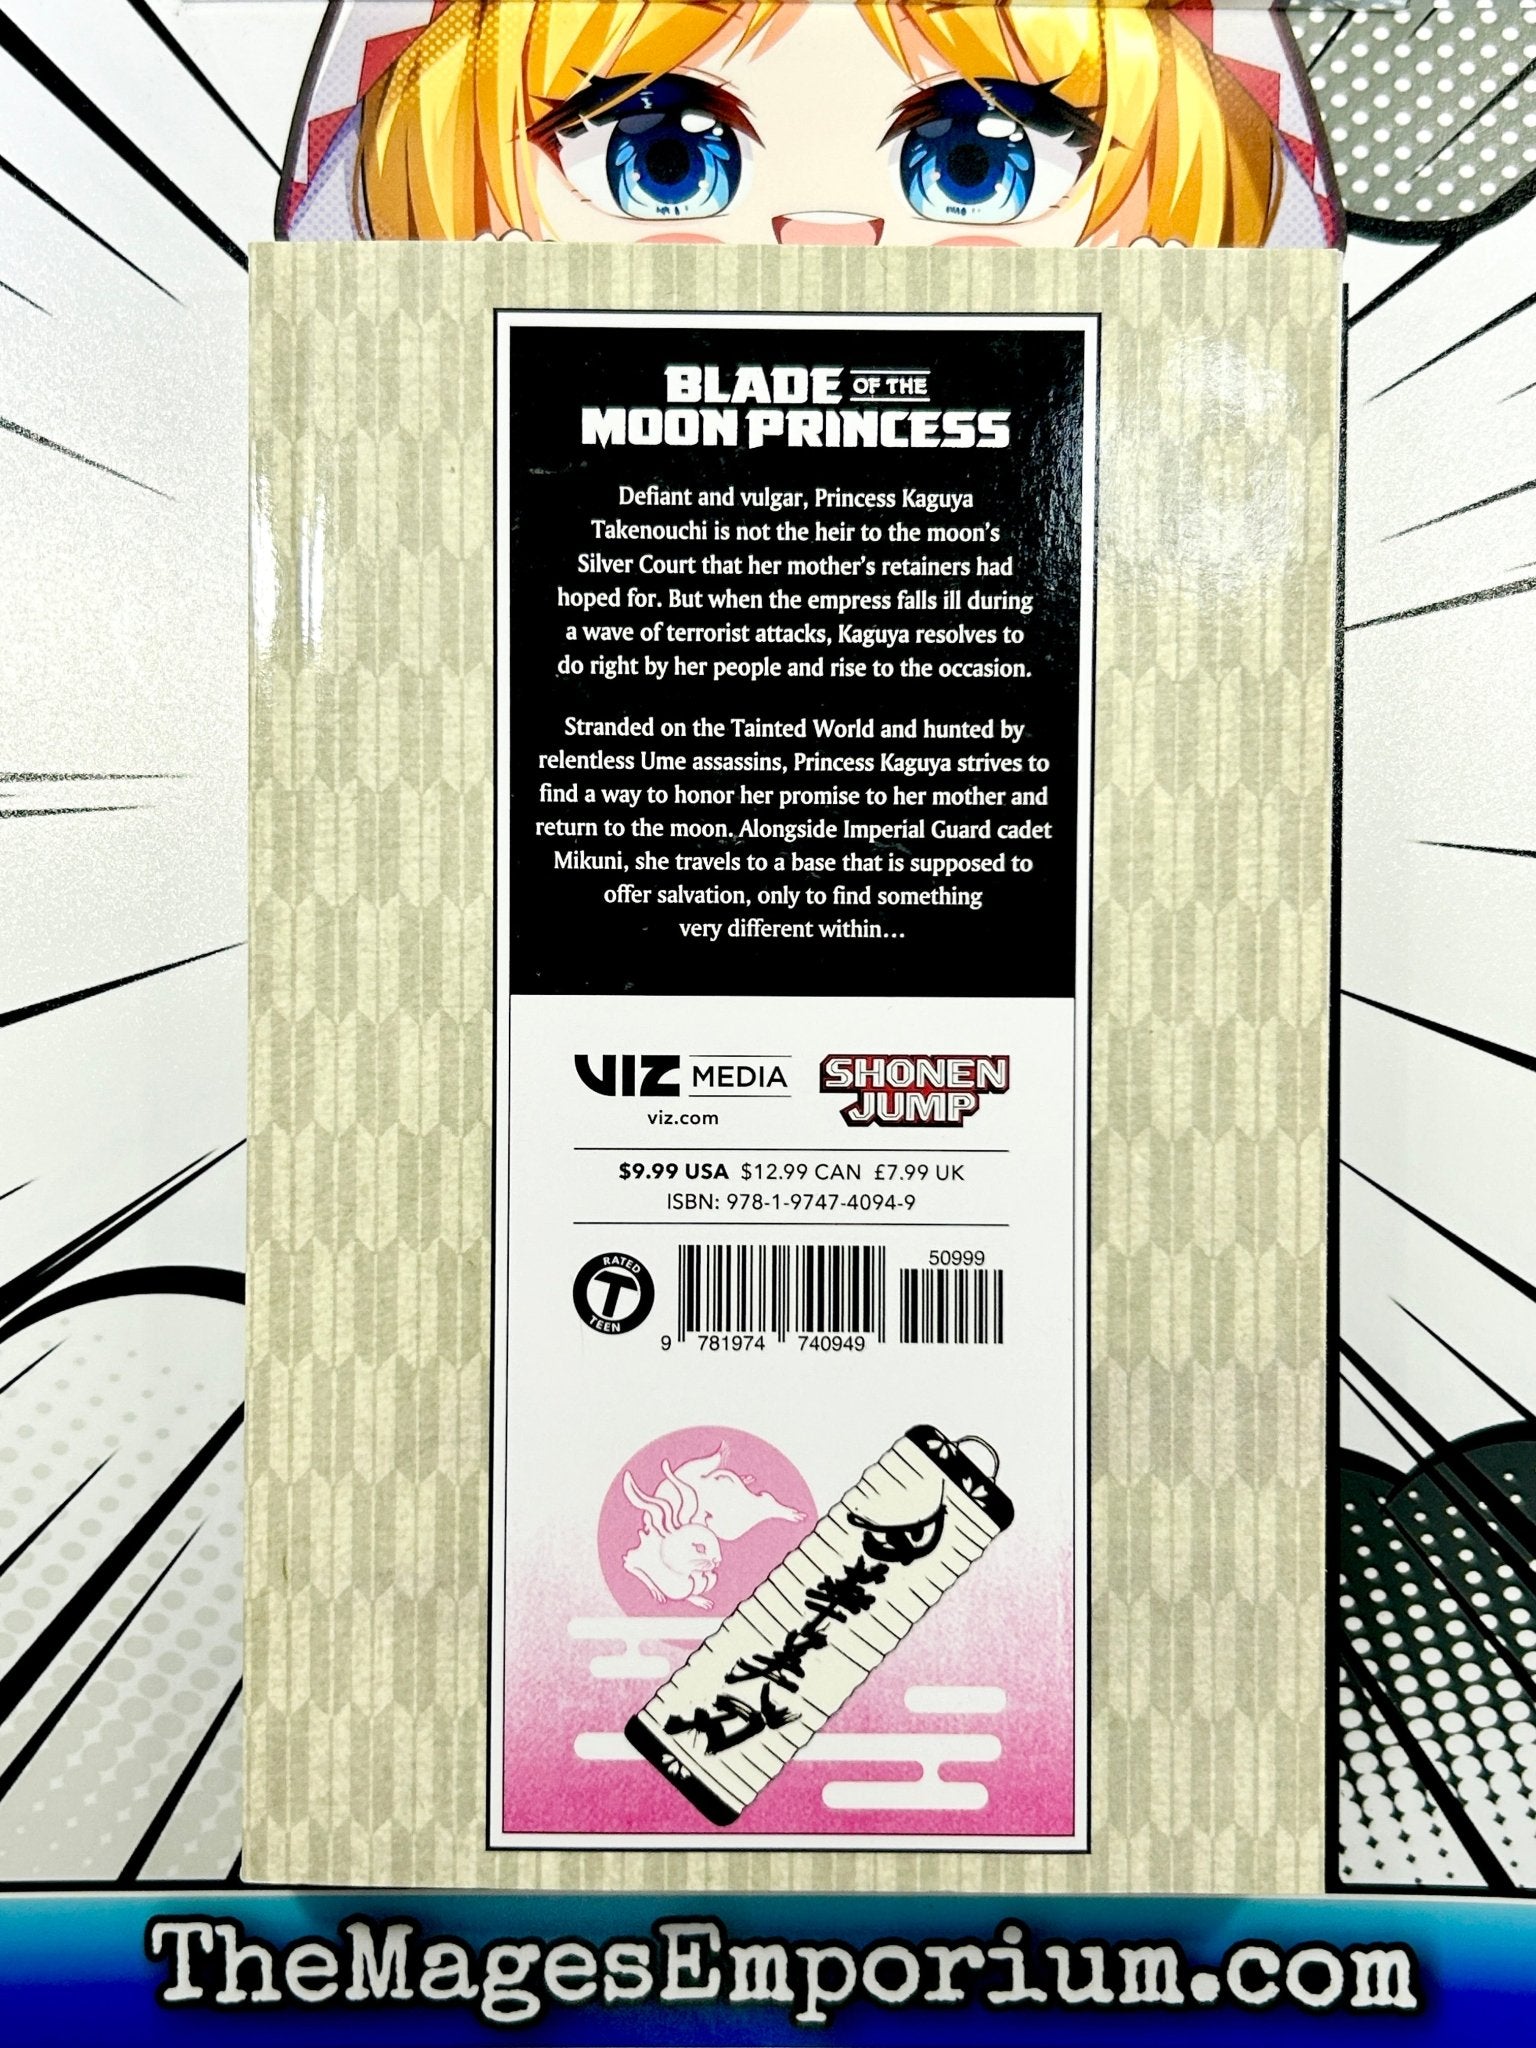 BLADE OF THE
MOON PRINCESS
Defiant and vulgar, Princess Kaguya
Takenouchi is not the heir to the moon's
Silver Court that her mother's retainers had
hoped for. But when the empress falls ill during
a wave of terrorist attacks, Kaguya resolves to
do right by her people and rise to the occasion.
Stranded on the Tainted World and hunted by
relentless Ume assassins, Princess Kaguya strives to
find a way to honor her promise to her mother and
return to the moon. Alongside Imperial Guard cadet
Mikuni, she travels to a base that is supposed to
offer salvation, only to find something
very different within...
VIZ MEDIA
viz.com
SHONEN
JUMP
$9.99 USA $12.99 CAN £7.99 UK
ISBN: 978-1-9747-4094-9
RATED
T
TEEN
50999
9 781974 740949
TheMagesEmporium.com